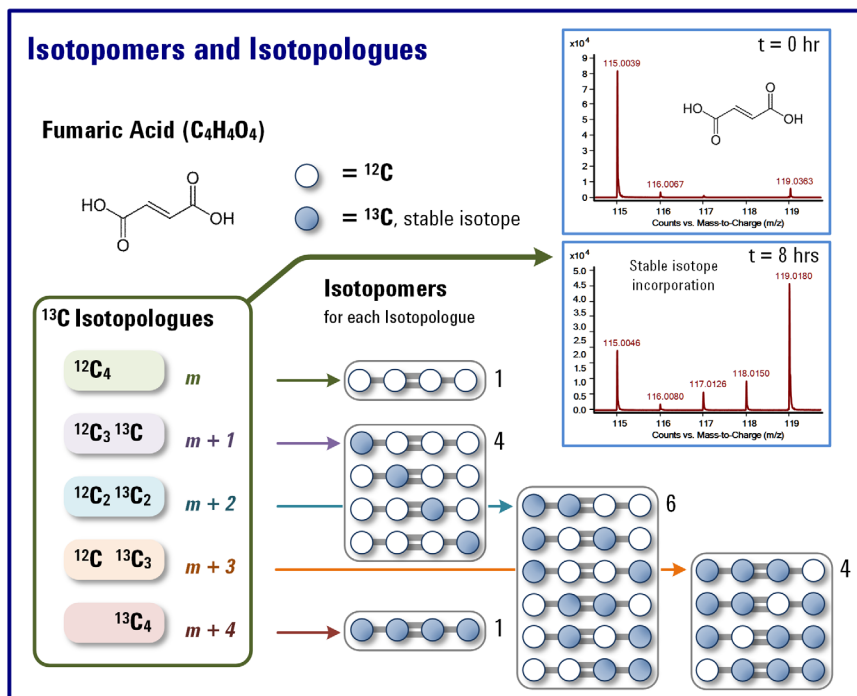 Isotopomers and Isotopologues
Fumaric Acid (C₄H₄O₄)
HO
O
O
OH
= ¹²C
= ¹³C, stable isotope
t = 0 hr
x10⁴
9
8
7
6
5
4
3
2
1
0
115.0039
116.0067
119.0363
HO
O
O
OH
115
116
117
118
119
Counts vs. Mass-to-Charge (m/z)
t = 8 hrs
Stable isotope
incorporation
x10⁴
5.0
4.5
4.0
3.5
3.0
2.5
2.0
1.5
1.0
0.5
0.0
115.0046
116.0080
117.0126
118.0150
119.0180
115
116
117
118
119
Counts vs. Mass-to-Charge (m/z)
¹³C Isotopologues
Isotopomers
for each Isotopologue
¹²C₄ m
1
¹²C₃ ¹³C m + 1
4
¹²C₂ ¹³C₂ m + 2
6
¹²C ¹³C₃ m + 3
4
¹³C₄ m + 4
1